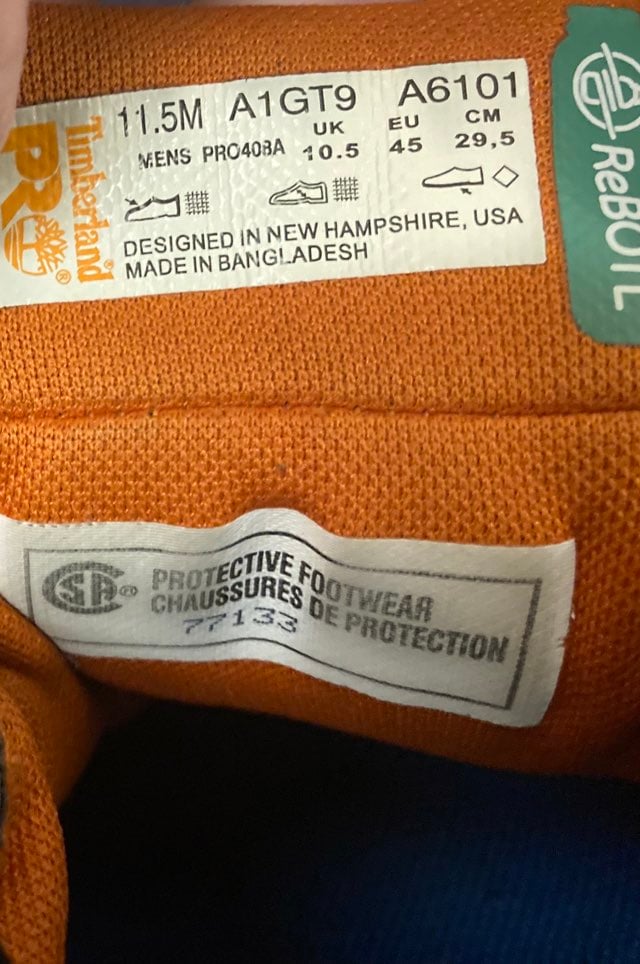 Timberland®
PRO®
11.5M A1GT9 A6101
UK EU CM
MENS PRO408A 10.5 45 29,5
DESIGNED IN NEW HAMPSHIRE, USA
MADE IN BANGLADESH
ReBOTL
CSA® PROTECTIVE FOOTWEAR
CHAUSSURES DE PROTECTION
77133